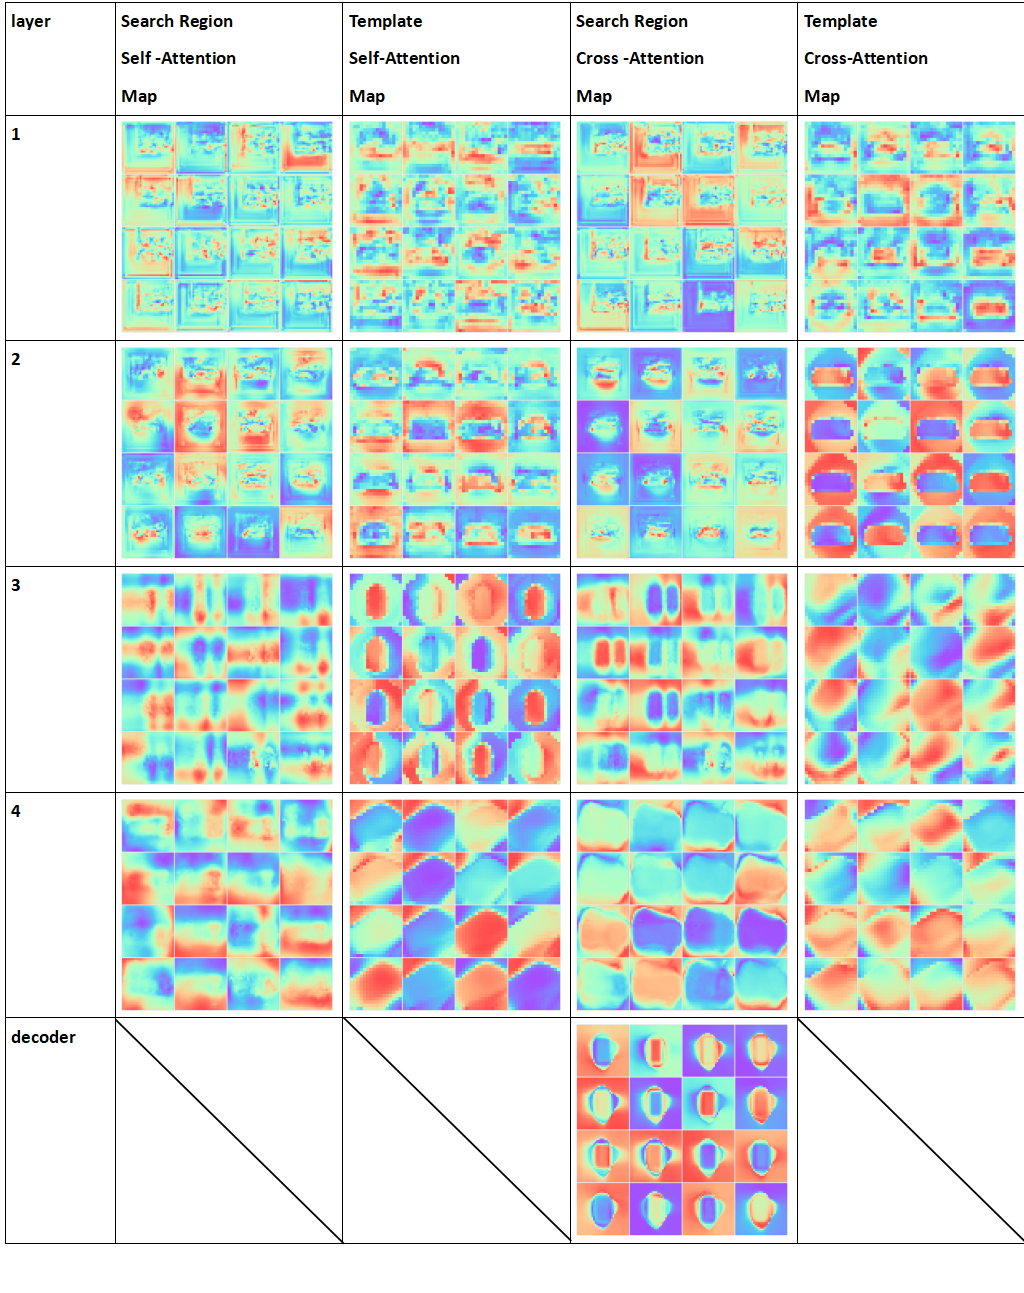 layer
Search Region
Self -Attention
Map
Template
Self-Attention
Map
Search Region
Cross -Attention
Map
Template
Cross-Attention
Map
1
2
3
4
decoder